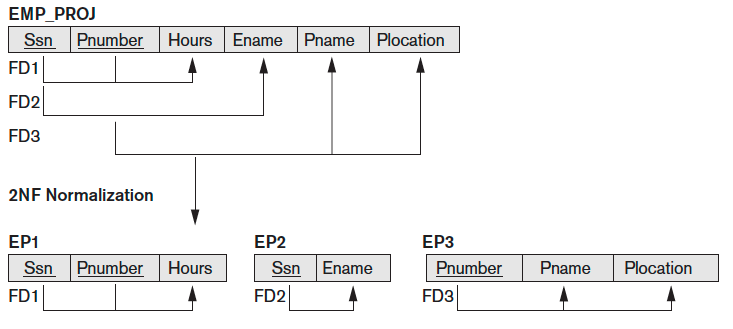 EMP_PROJ
Ssn Pnumber Hours Ename Pname Plocation
FD1
FD2
FD3
2NF Normalization
EP1 EP2 EP3
Ssn Pnumber Hours Ssn Ename Pnumber Pname Plocation
FD1 FD2 FD3